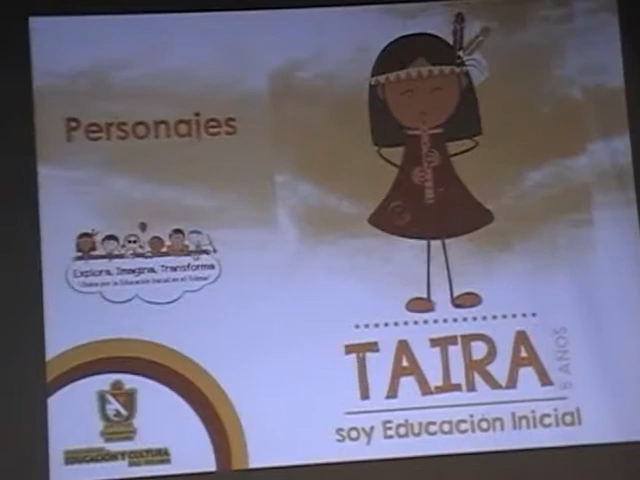 Personajes
Explora, Imagina, Transforma
TAIRA
5 AÑOS
soy Educación Inicial
EDUCACIÓN Y CULTURA